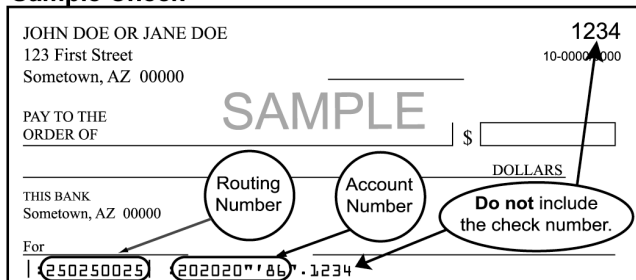 Sample Check
JOHN DOE OR JANE DOE
1234
123 First Street
10-0000/0000
Sometown, AZ 00000
SAMPLE
PAY TO THE
ORDER OF
$
DOLLARS
Routing
Number
Account
Number
Do not include
the check number.
THIS BANK
Sometown, AZ 00000
For
250250025
202020"'86".1234